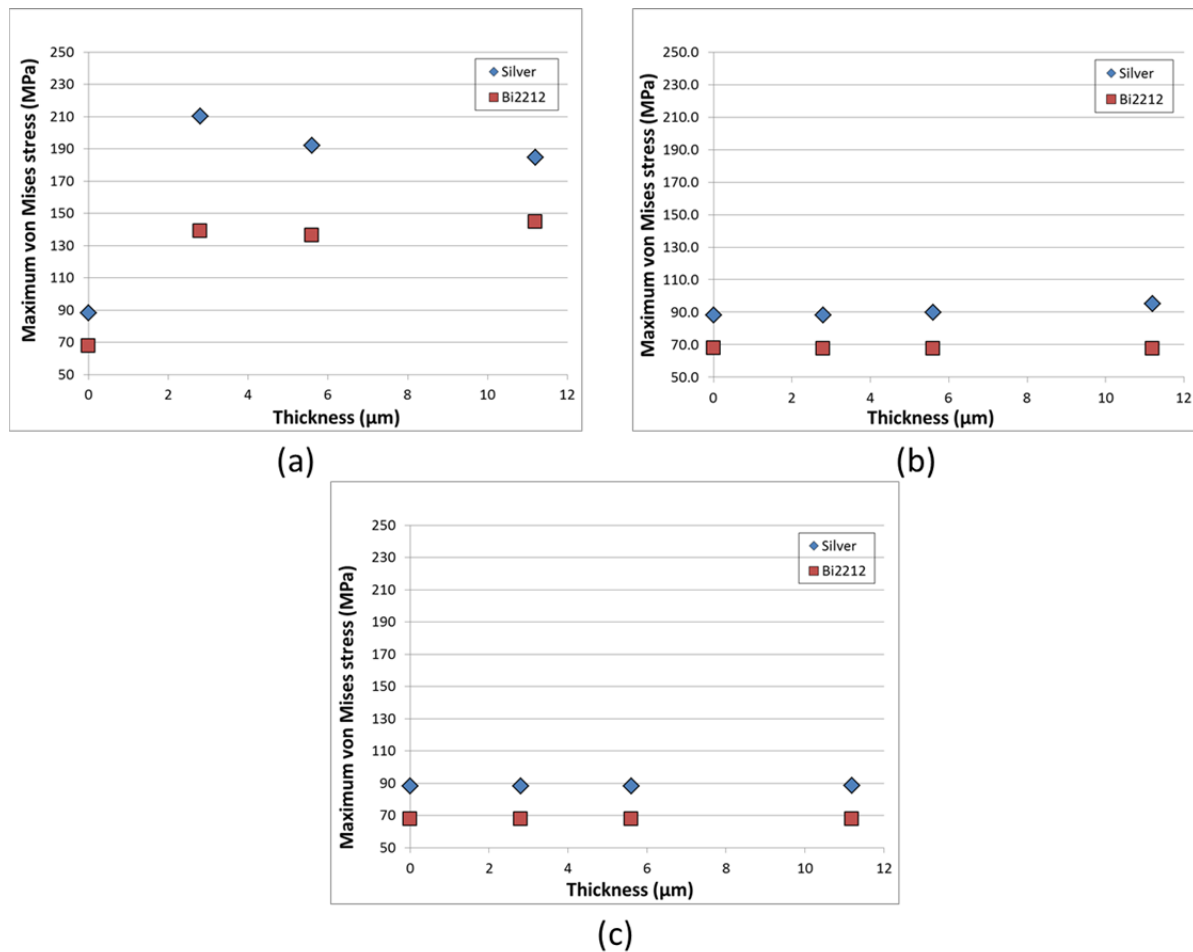 250
230
210
190
170
150
130
110
90
70
50
Maximum von Mises stress (MPa)
Silver
Bi2212
0 2 4 6 8 10 12
Thickness (μm)
(a)
250.0
230.0
210.0
190.0
170.0
150.0
130.0
110.0
90.0
70.0
50.0
Maximum von Mises stress (MPa)
Silver
Bi2212
0 2 4 6 8 10 12
Thickness (μm)
(b)
250
230
210
190
170
150
130
110
90
70
50
Maximum von Mises stress (MPa)
Silver
Bi2212
0 2 4 6 8 10 12
Thickness (μm)
(c)